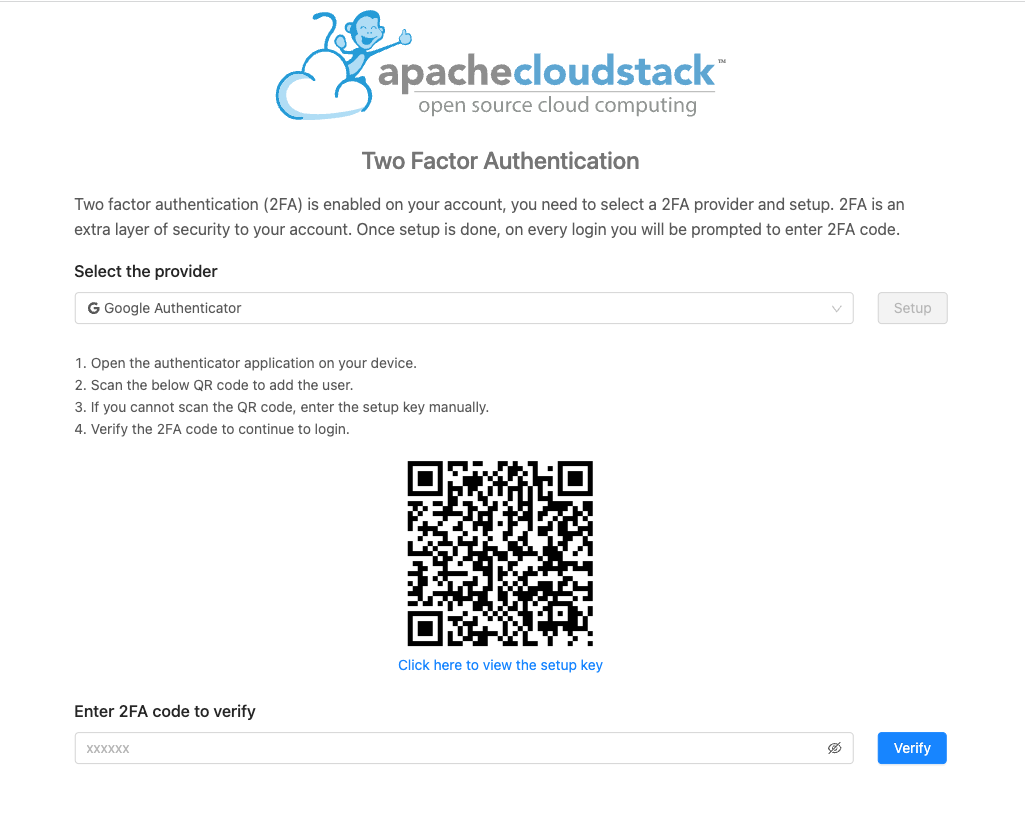 apachecloudstack™
open source cloud computing
Two Factor Authentication
Two factor authentication (2FA) is enabled on your account, you need to select a 2FA provider and setup. 2FA is an
extra layer of security to your account. Once setup is done, on every login you will be prompted to enter 2FA code.
Select the provider
Google Authenticator
Setup
1. Open the authenticator application on your device.
2. Scan the below QR code to add the user.
3. If you cannot scan the QR code, enter the setup key manually.
4. Verify the 2FA code to continue to login.
Click here to view the setup key
Enter 2FA code to verify
xxxxxx
Verify